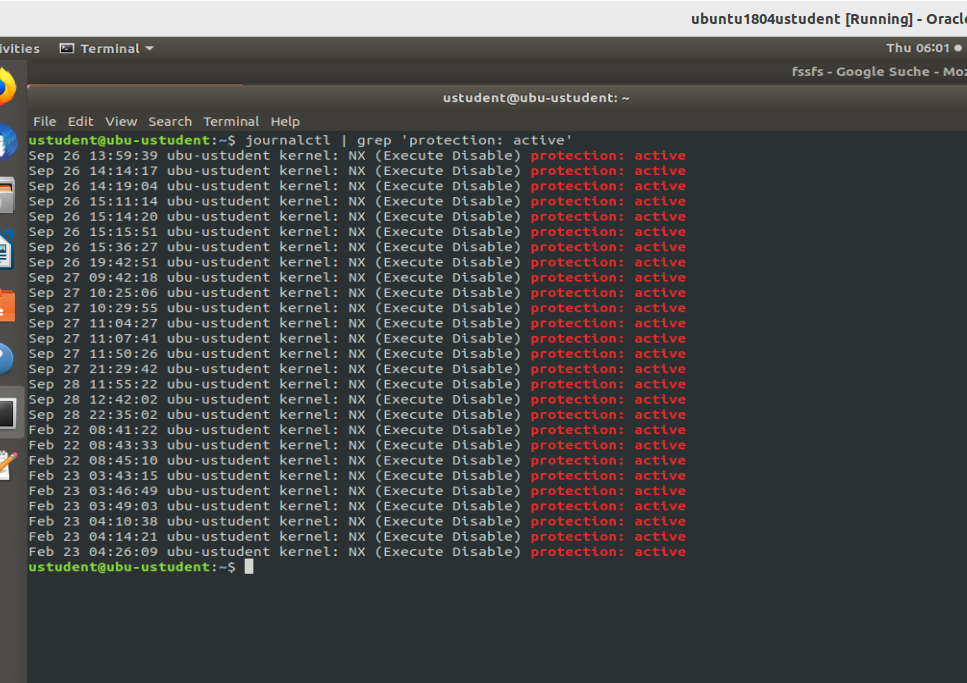 ubuntu1804ustudent [Running] - Oracle
ivities Terminal Thu 06:01
fssfs - Google Suche - Moz
ustudent@ubu-ustudent: ~
File Edit View Search Terminal Help
ustudent@ubu-ustudent:~$ journalctl | grep 'protection: active'
Sep 26 13:59:39 ubu-ustudent kernel: NX (Execute Disable) protection: active
Sep 26 14:14:17 ubu-ustudent kernel: NX (Execute Disable) protection: active
Sep 26 14:19:04 ubu-ustudent kernel: NX (Execute Disable) protection: active
Sep 26 15:11:14 ubu-ustudent kernel: NX (Execute Disable) protection: active
Sep 26 15:14:20 ubu-ustudent kernel: NX (Execute Disable) protection: active
Sep 26 15:15:51 ubu-ustudent kernel: NX (Execute Disable) protection: active
Sep 26 15:36:27 ubu-ustudent kernel: NX (Execute Disable) protection: active
Sep 26 19:42:51 ubu-ustudent kernel: NX (Execute Disable) protection: active
Sep 27 09:42:18 ubu-ustudent kernel: NX (Execute Disable) protection: active
Sep 27 10:25:06 ubu-ustudent kernel: NX (Execute Disable) protection: active
Sep 27 10:29:55 ubu-ustudent kernel: NX (Execute Disable) protection: active
Sep 27 11:04:27 ubu-ustudent kernel: NX (Execute Disable) protection: active
Sep 27 11:07:41 ubu-ustudent kernel: NX (Execute Disable) protection: active
Sep 27 11:50:26 ubu-ustudent kernel: NX (Execute Disable) protection: active
Sep 27 21:29:42 ubu-ustudent kernel: NX (Execute Disable) protection: active
Sep 28 11:55:22 ubu-ustudent kernel: NX (Execute Disable) protection: active
Sep 28 12:42:02 ubu-ustudent kernel: NX (Execute Disable) protection: active
Sep 28 22:35:02 ubu-ustudent kernel: NX (Execute Disable) protection: active
Feb 22 08:41:22 ubu-ustudent kernel: NX (Execute Disable) protection: active
Feb 22 08:43:33 ubu-ustudent kernel: NX (Execute Disable) protection: active
Feb 22 08:45:10 ubu-ustudent kernel: NX (Execute Disable) protection: active
Feb 23 03:43:15 ubu-ustudent kernel: NX (Execute Disable) protection: active
Feb 23 03:46:49 ubu-ustudent kernel: NX (Execute Disable) protection: active
Feb 23 03:49:03 ubu-ustudent kernel: NX (Execute Disable) protection: active
Feb 23 04:10:38 ubu-ustudent kernel: NX (Execute Disable) protection: active
Feb 23 04:14:21 ubu-ustudent kernel: NX (Execute Disable) protection: active
Feb 23 04:26:09 ubu-ustudent kernel: NX (Execute Disable) protection: active
ustudent@ubu-ustudent:~$